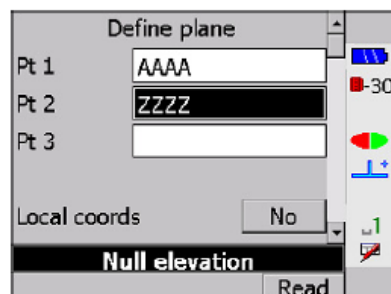 Define plane
Pt 1 AAAA
Pt 2 ZZZZ
-30
Pt 3
Local coords No
1
Null elevation
Read